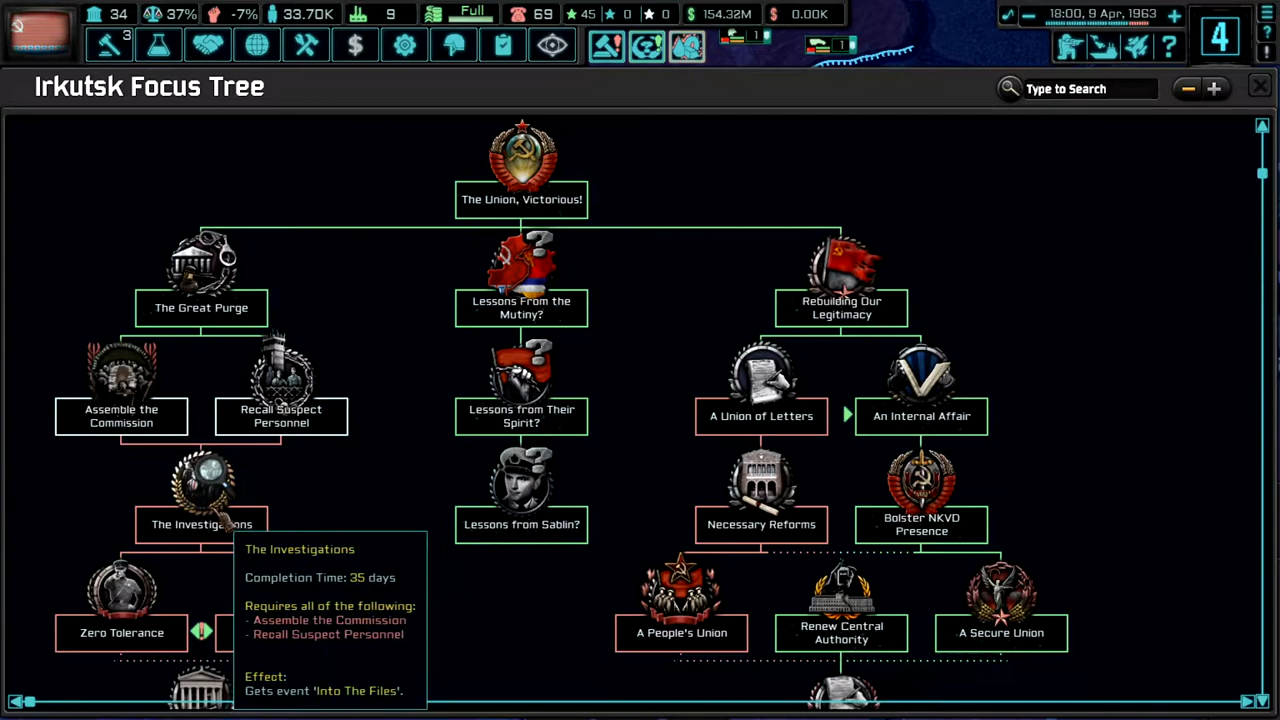 34 37% -7% 33.70K 9 Full 69 45 0 0 $ 154.32M $ 0.00K 1 1 18:00, 9 Apr, 1963 4
3
Irkutsk Focus Tree
Type to Search
The Union, Victorious!
The Great Purge
Lessons From the
Mutiny?
Rebuilding Our
Legitimacy
Assemble the
Commission
Recall Suspect
Personnel
Lessons from Their
Spirit?
A Union of Letters
An Internal Affair
The Investigations
Lessons from Sablin?
Necessary Reforms
Bolster NKVD
Presence
The Investigations
Completion Time: 35 days
Requires all of the following:
- Assemble the Commission
- Recall Suspect Personnel
Effect:
Gets event 'Into The Files'.
Zero Tolerance
A People's Union
Renew Central
Authority
A Secure Union